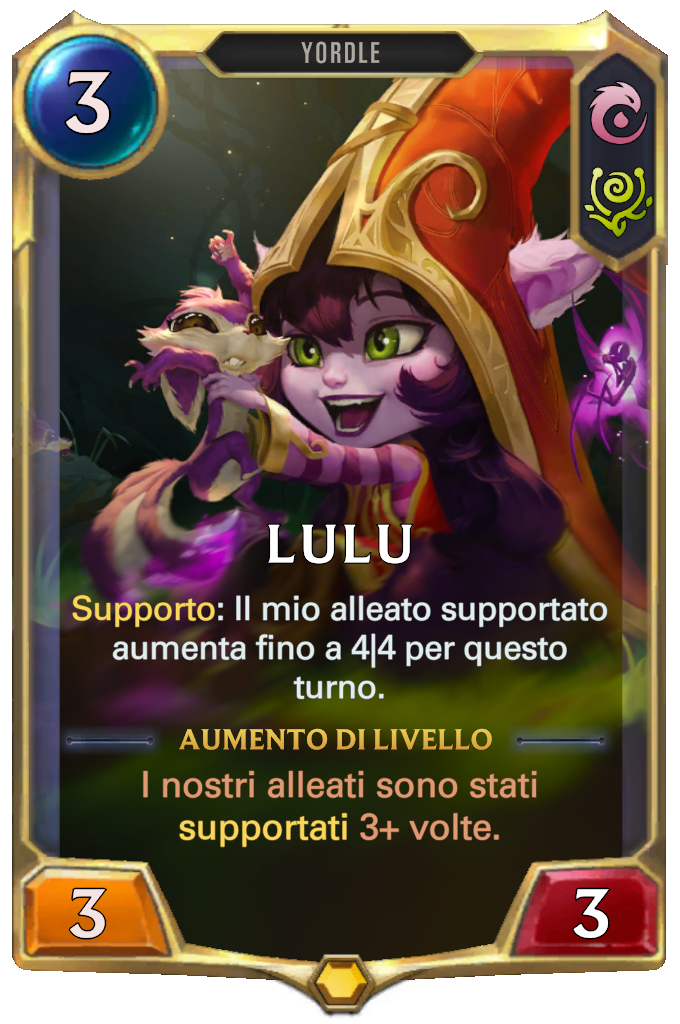 YORDLE
3
LULU
Supporto: Il mio alleato supportato
aumenta fino a 4|4 per questo
turno.
AUMENTO DI LIVELLO
I nostri alleati sono stati
supportati 3+ volte.
3
3